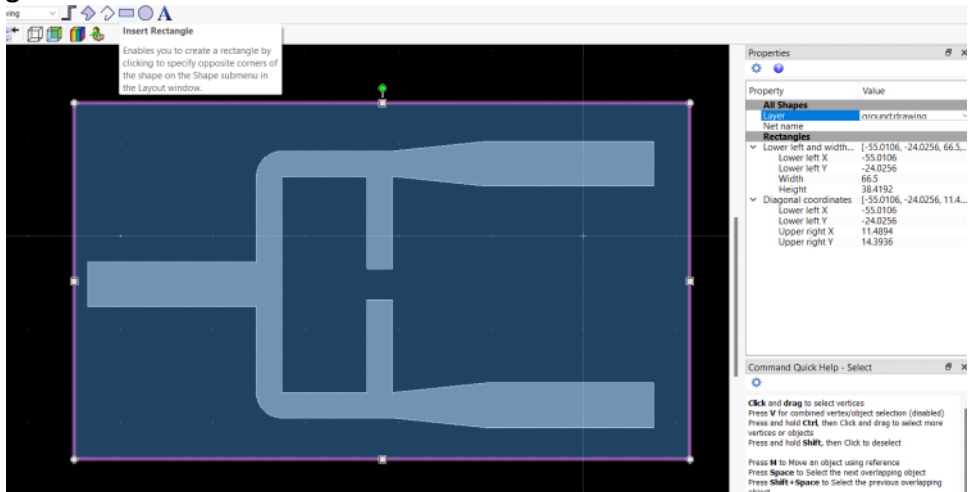 A
Insert Rectangle
Enables you to create a rectangle by
clicking to specify opposite corners of
the shape on the Shape submenu in
the Layout window.
Properties
Property Value
All Shapes
Layer ground:drawing
Net name
Rectangles
Lower left and width... [-55.0106, -24.0256, 66.5,...
Lower left X -55.0106
Lower left Y -24.0256
Width 66.5
Height 38.4192
Diagonal coordinates [-55.0106, -24.0256, 11.4...
Lower left X -55.0106
Lower left Y -24.0256
Upper right X 11.4894
Upper right Y 14.3936
Command Quick Help - Select
Click and drag to select vertices
Press V for combined vertex/object selection (disabled)
Press and hold Ctrl, then Click and drag to select more
vertices or objects
Press and hold Shift, then Click to deselect
Press M to Move an object using reference
Press Space to Select the next overlapping object
Press Shift+Space to Select the previous overlapping